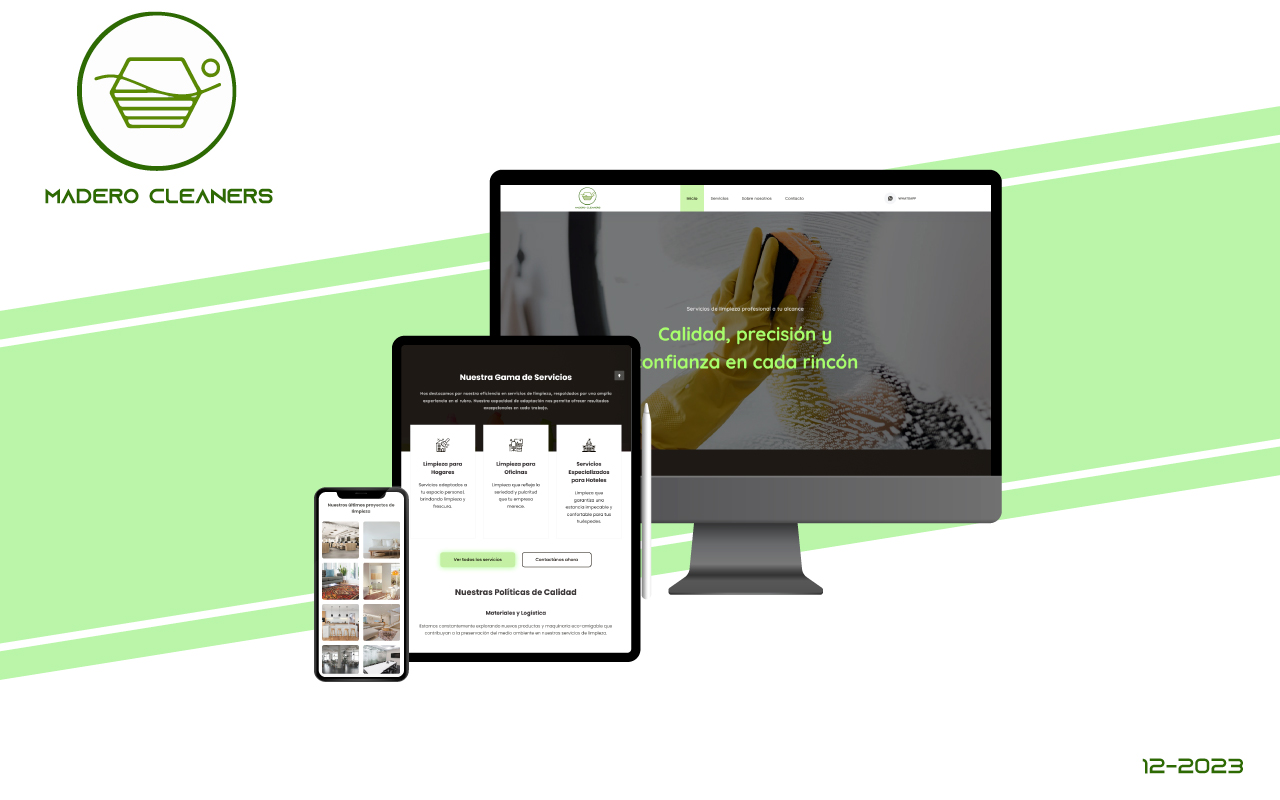 MADERO CLEANERS
MADERO CLEANERS
Inicio
Servicios
Sobre nosotros
Contacto
WHATSAPP
Servicios de limpieza profesional a tu alcance
Calidad, precisión y
onfianza en cada rincón
Nuestra Gama de Servicios
Nos destacamos por nuestra eficiencia en servicios de limpieza, respaldados por una amplia
experiencia en el rubro. Nuestra capacidad de adaptación nos permite ofrecer resultados
excepcionales en cada trabajo.
Limpieza para
Hogares
Servicios adaptados a
tu espacio personal,
brindando limpieza y
frescura.
Limpieza para
Oficinas
Limpieza que refleja la
seriedad y pulcritud
que tu empresa
merece.
Servicios
Especializados
para Hoteles
Limpieza que
garantiza una
estancia impecable y
confortable para tus
huéspedes.
Ver todos los servicios
Contactános ahora
Nuestras Políticas de Calidad
Materiales y Logística
Estamos constantemente explorando nuevos productos y maquinaria eco-amigable que
contribuyan a la preservación del medio ambiente en nuestros servicios de limpieza.
Nuestros últimos proyectos de
limpieza
12-2023